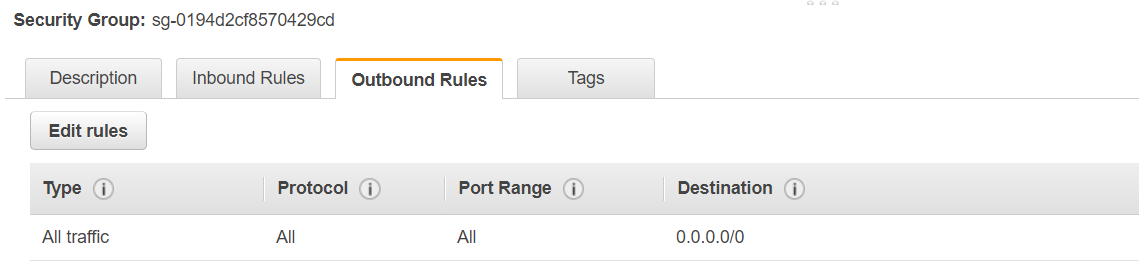 Security Group: sg-0194d2cf8570429cd
Description Inbound Rules Outbound Rules Tags
Edit rules
Type Protocol Port Range Destination
All traffic All All 0.0.0.0/0